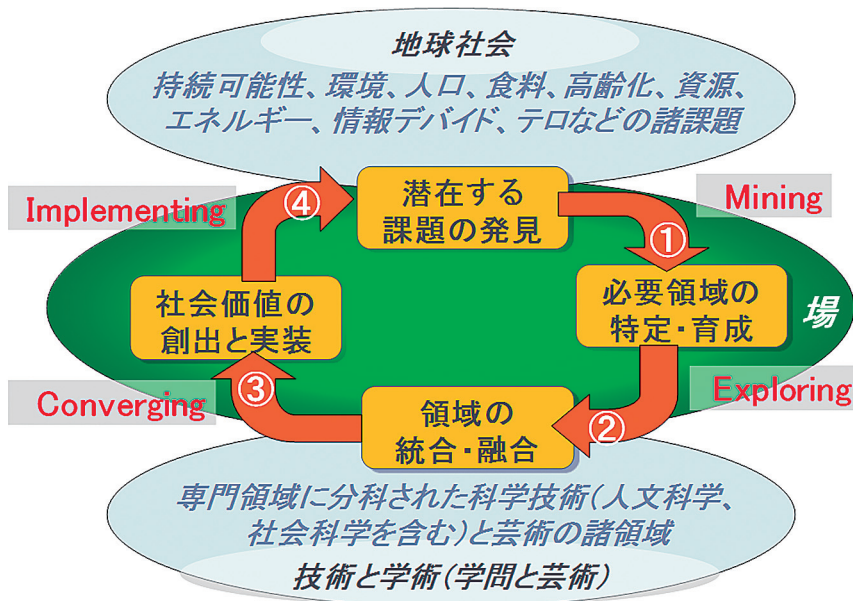 地球社会
持続可能性、環境、人口、食料、高齢化、資源、
エネルギー、情報デバイド、テロなどの諸課題
Implementing
④
潜在する
課題の発見
①
Mining
社会価値の
創出と実装
必要領域の
特定・育成
場
Converging
③
領域の
統合・融合
②
Exploring
専門領域に分科された科学技術(人文科学、
社会科学を含む)と芸術の諸領域
技術と学術(学問と芸術)